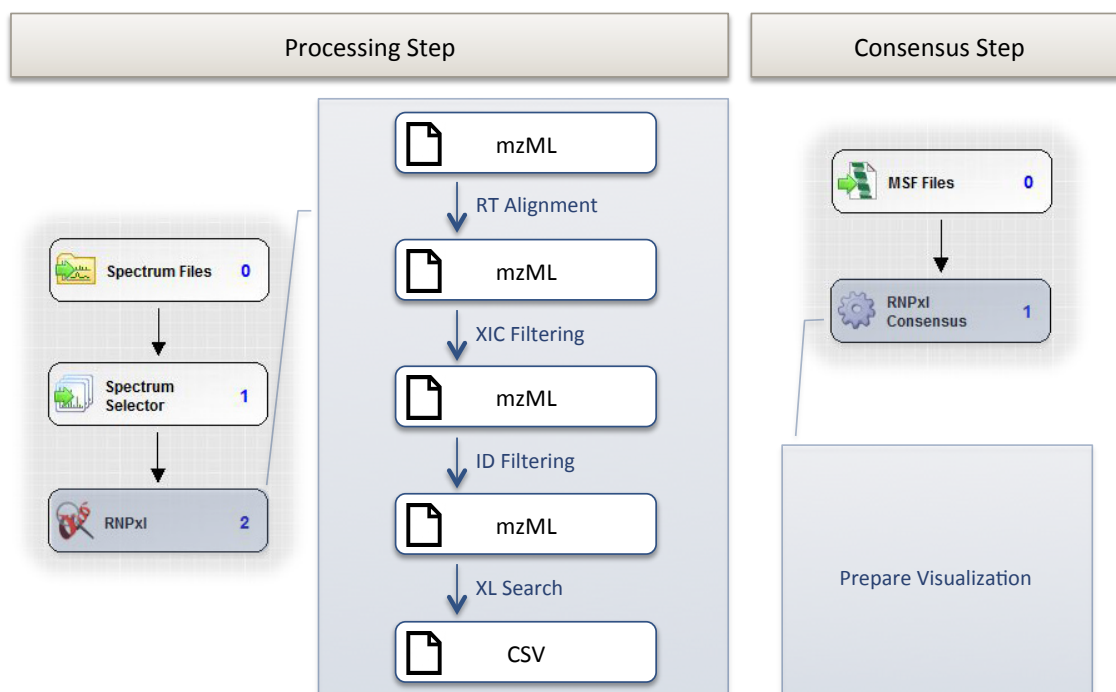 Processing Step
Consensus Step
Spectrum Files 0
Spectrum
Selector 1
RNPxl 2
mzML
RT Alignment
mzML
XIC Filtering
mzML
ID Filtering
mzML
XL Search
CSV
MSF Files 0
RNPxl
Consensus 1
Prepare Visualization